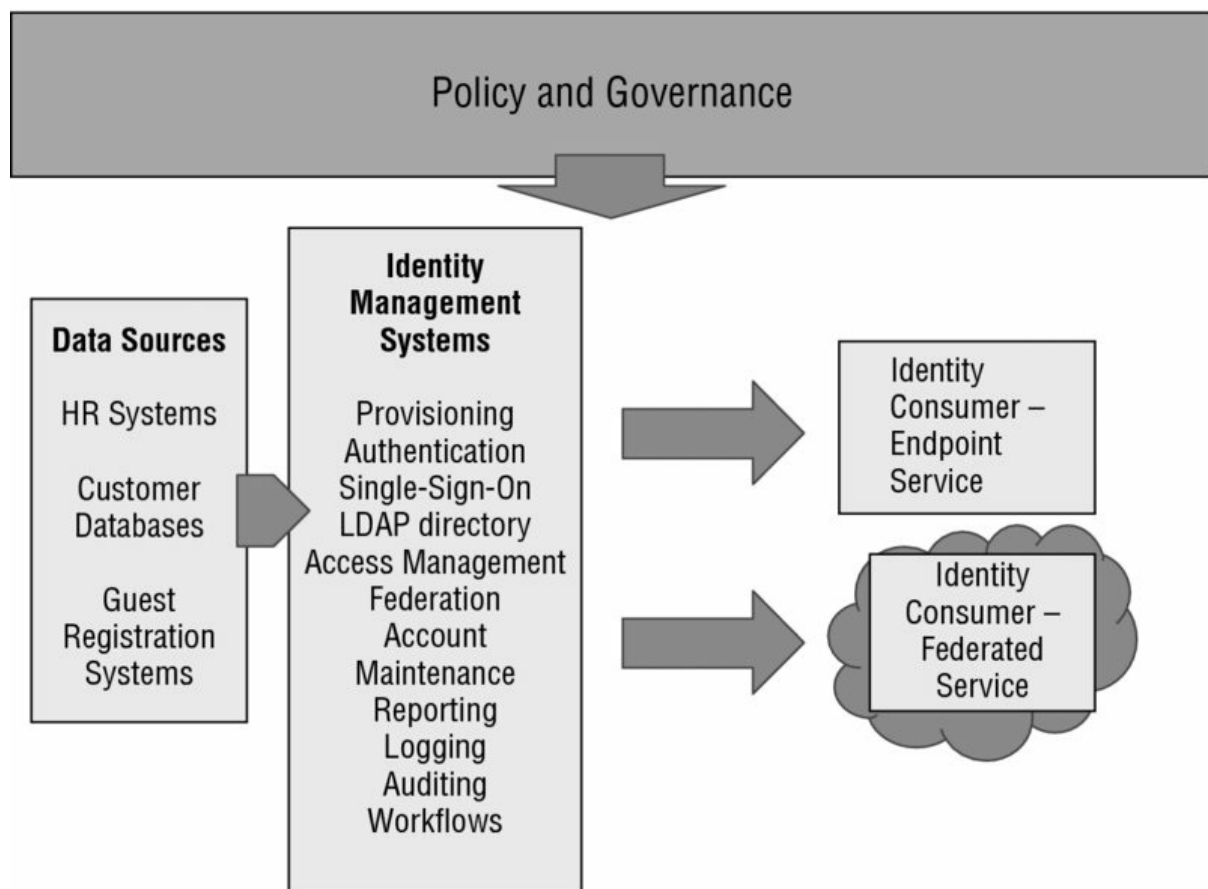 Policy and Governance
Data Sources
HR Systems
Customer
Databases
Guest
Registration
Systems
Identity
Management
Systems
Provisioning
Authentication
Single-Sign-On
LDAP directory
Access Management
Federation
Account
Maintenance
Reporting
Logging
Auditing
Workflows
Identity
Consumer –
Endpoint
Service
Identity
Consumer –
Federated
Service